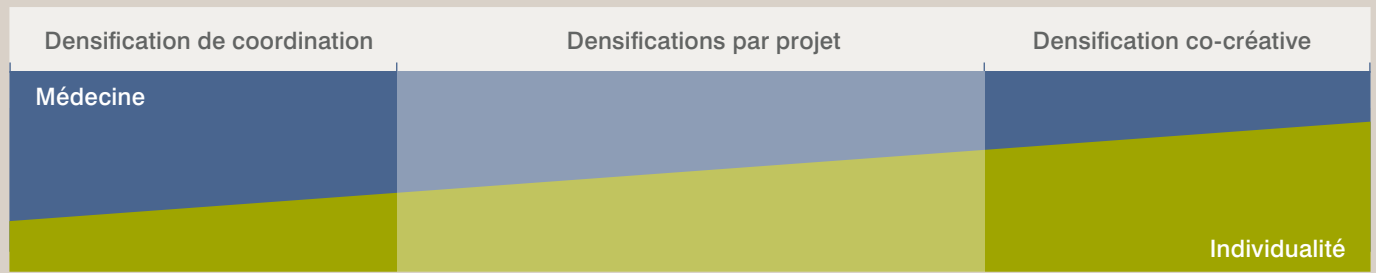 Densification de coordination
Densifications par projet
Densification co-créative
Médecine
Individualité